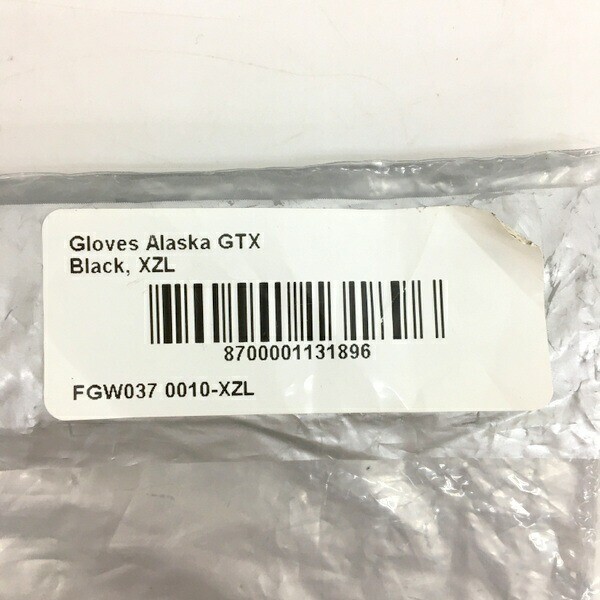 Gloves Alaska GTX
Black, XZL
8700001131896
FGW037 0010-XZL